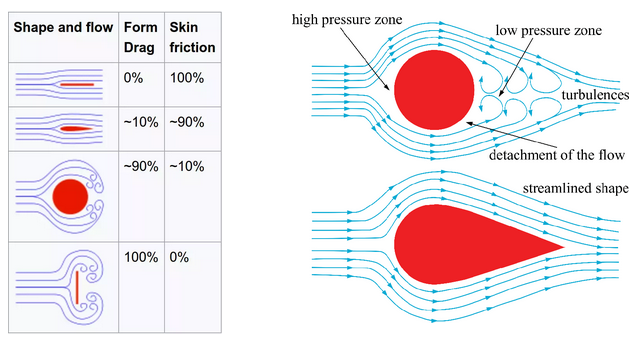 Shape and flow Form Drag Skin friction
0% 100%
~10% ~90%
~90% ~10%
100% 0%
high pressure zone
low pressure zone
turbulences
detachment of the flow
streamlined shape